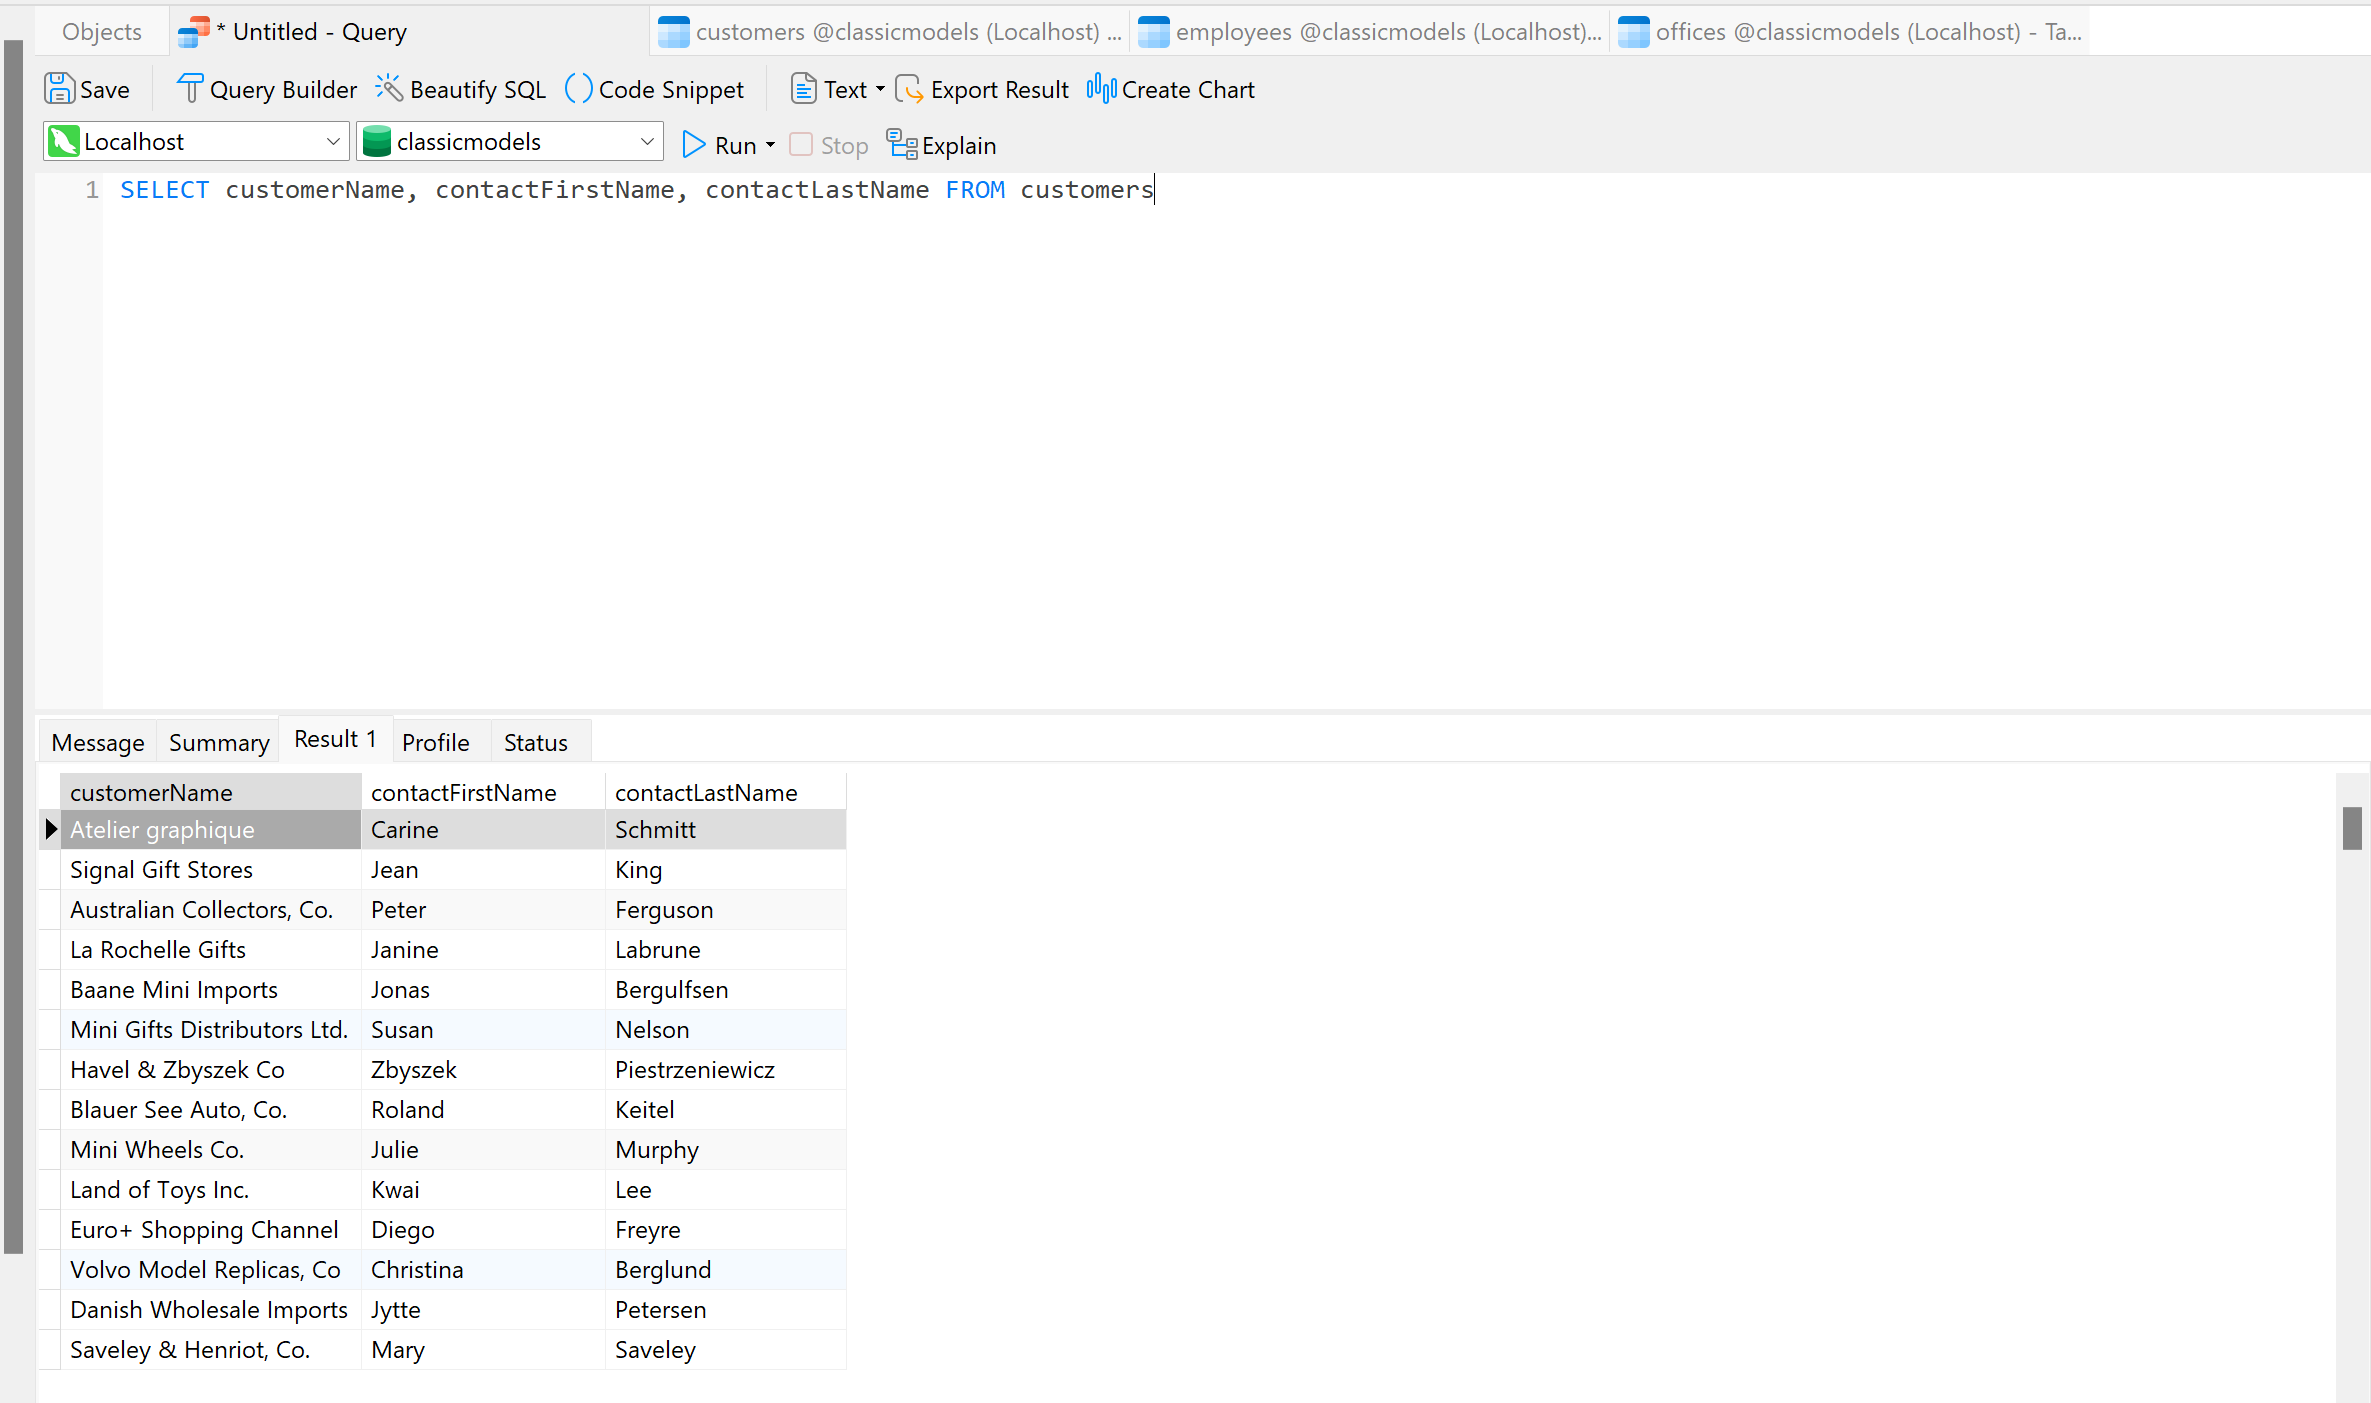 Objects * Untitled - Query customers @classicmodels (Localhost) ... employees @classicmodels (Localhost)... offices @classicmodels (Localhost) - Ta...
Save Query Builder Beautify SQL Code Snippet Text Export Result Create Chart
Localhost classicmodels Run Stop Explain
1 SELECT customerName, contactFirstName, contactLastName FROM customers
Message Summary Result 1 Profile Status
customerName contactFirstName contactLastName
Atelier graphique Carine Schmitt
Signal Gift Stores Jean King
Australian Collectors, Co. Peter Ferguson
La Rochelle Gifts Janine Labrune
Baane Mini Imports Jonas Bergulfsen
Mini Gifts Distributors Ltd. Susan Nelson
Havel & Zbyszek Co Zbyszek Piestrzeniewicz
Blauer See Auto, Co. Roland Keitel
Mini Wheels Co. Julie Murphy
Land of Toys Inc. Kwai Lee
Euro+ Shopping Channel Diego Freyre
Volvo Model Replicas, Co Christina Berglund
Danish Wholesale Imports Jytte Petersen
Saveley & Henriot, Co. Mary Saveley